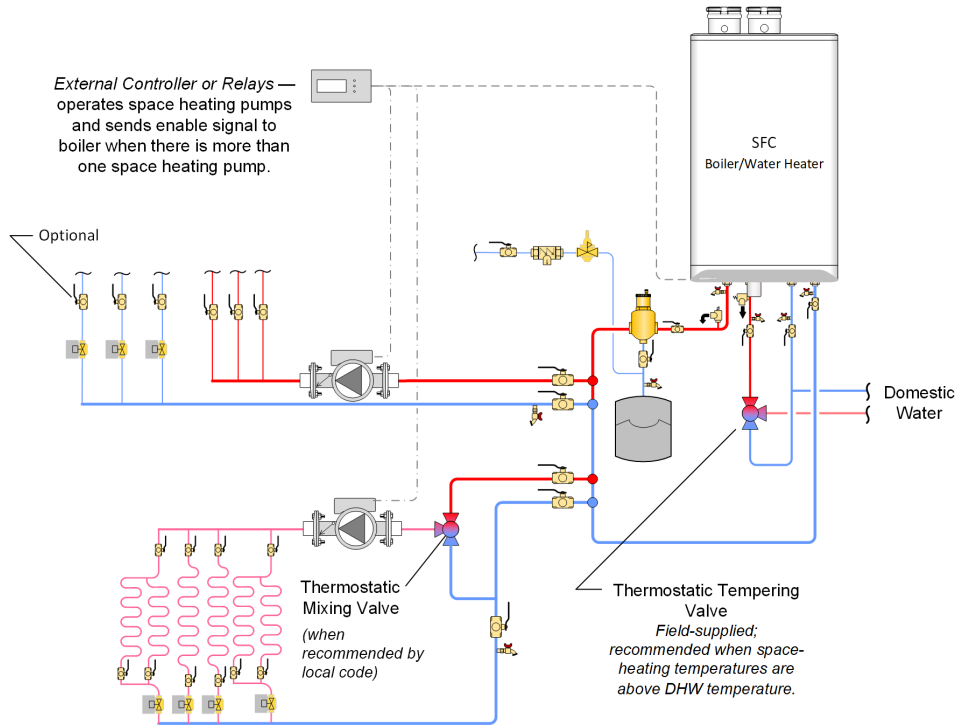 External Controller or Relays —
operates space heating pumps
and sends enable signal to
boiler when there is more than
one space heating pump.
SFC
Boiler/Water Heater
Optional
Domestic
Water
Thermostatic
Mixing Valve
(when
recommended by
local code)
Thermostatic Tempering
Valve
Field-supplied;
recommended when space-
heating temperatures are
above DHW temperature.